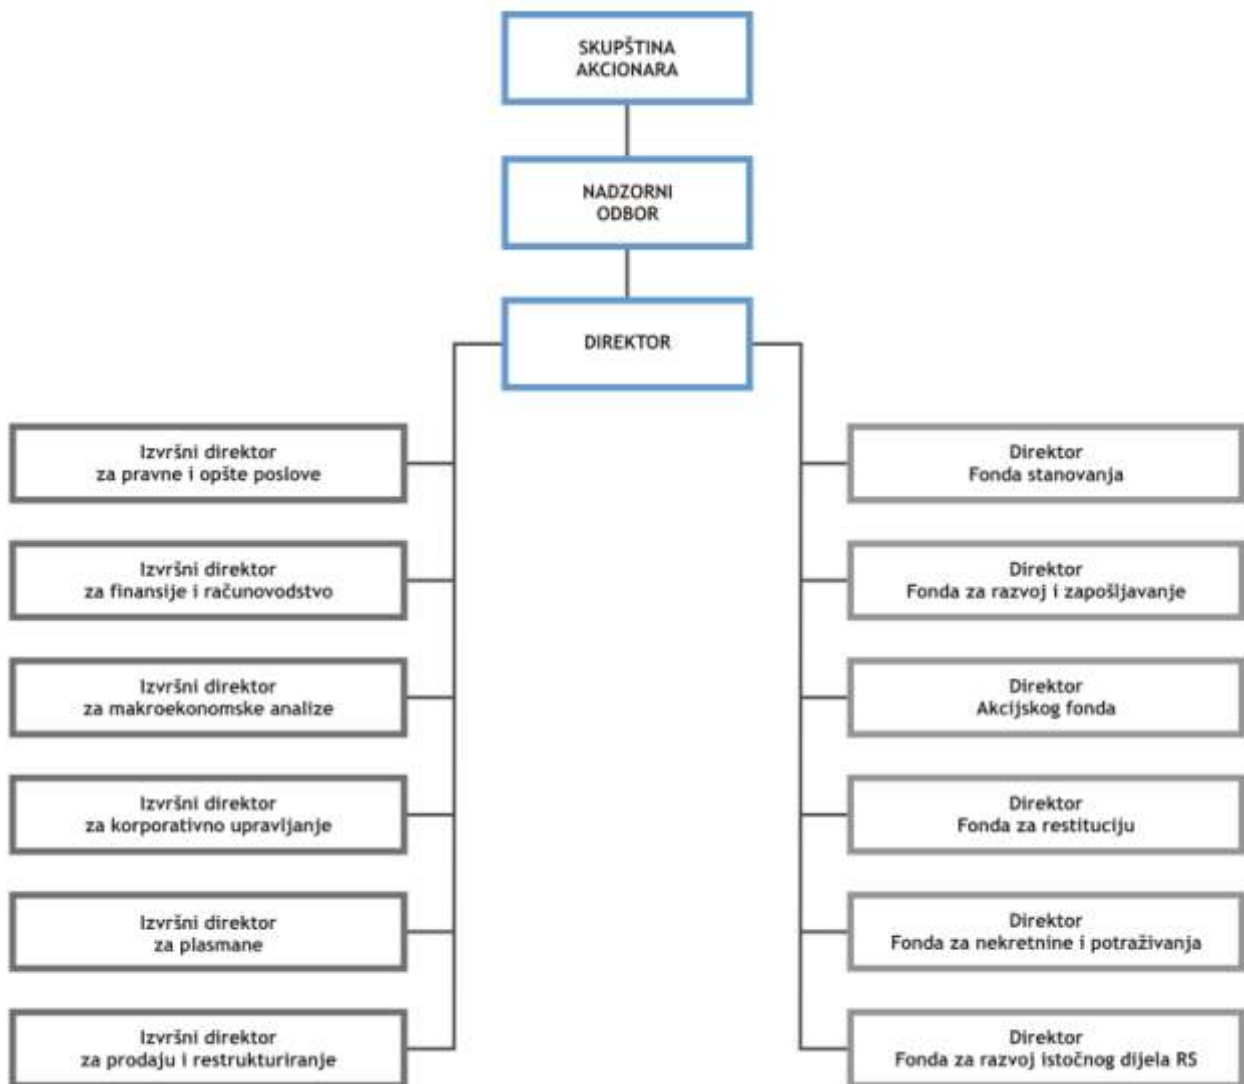 SKUPŠTINA
AKCIONARA
NADZORNI
ODBOR
DIREKTOR
Izvršni direktor
za pravne i opšte poslove
Izvršni direktor
za finansije i računovodstvo
Izvršni direktor
za makroekonomske analize
Izvršni direktor
za korporativno upravljanje
Izvršni direktor
za plasmane
Izvršni direktor
za prodaju i restrukturiranje
Direktor
Fonda stanovanja
Direktor
Fonda za razvoj i zapošljavanje
Direktor
Akcijskog fonda
Direktor
Fonda za restituciju
Direktor
Fonda za nekretnine i potraživanja
Direktor
Fonda za razvoj istočnog dijela RS